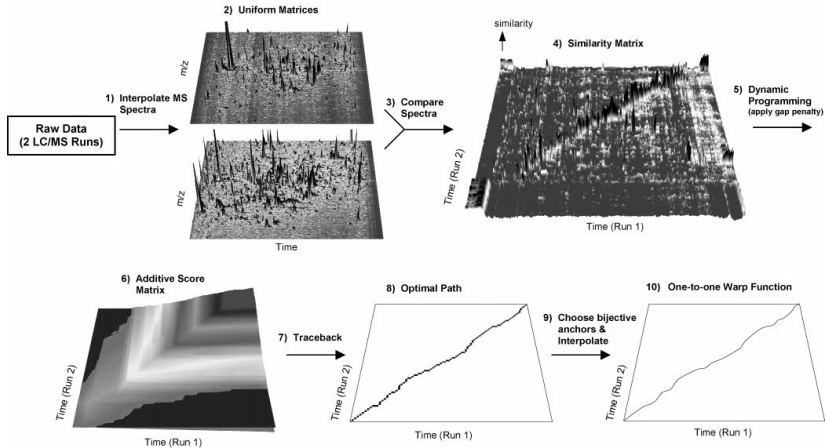 2) Uniform Matrices
m/z
1) Interpolate MS
Spectra
Raw Data
(2 LC/MS Runs)
m/z
Time
3) Compare
Spectra
similarity
4) Similarity Matrix
Time (Run 2)
Time (Run 1)
5) Dynamic
Programming
(apply gap penalty)
6) Additive Score
Matrix
Time (Run 2)
Time (Run 1)
7) Traceback
8) Optimal Path
Time (Run 2)
Time (Run 1)
9) Choose bijective
anchors &
Interpolate
10) One-to-one Warp Function
Time (Run 2)
Time (Run 1)